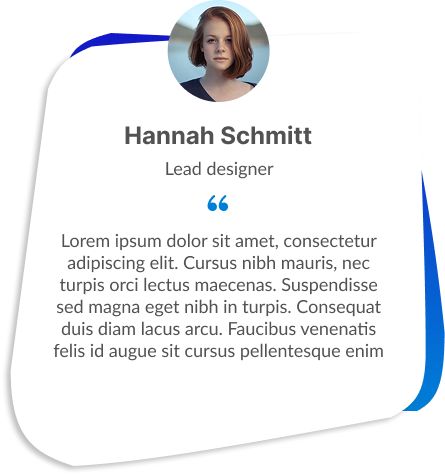 Hannah Schmitt
Lead designer
“
Lorem ipsum dolor sit amet, consectetur
adipiscing elit. Cursus nibh mauris, nec
turpis orci lectus maecenas. Suspendisse
sed magna eget nibh in turpis. Consequat
duis diam lacus arcu. Faucibus venenatis
felis id augue sit cursus pellentesque enim